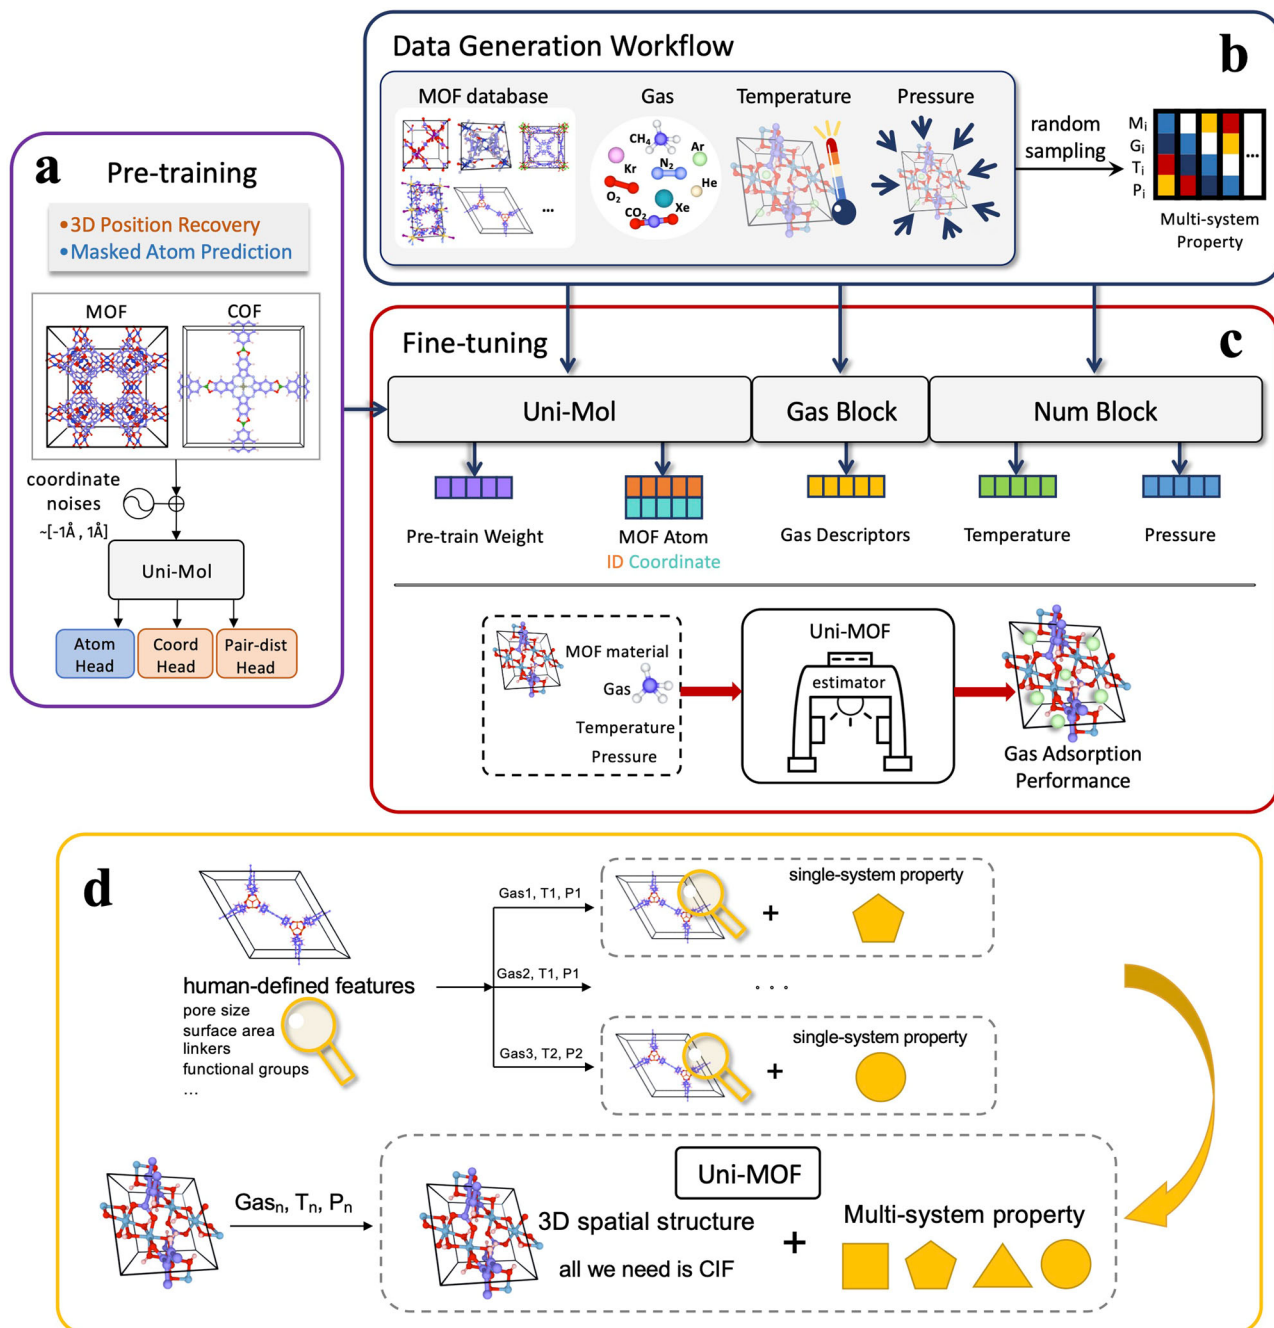 a
Pre-training
•3D Position Recovery
•Masked Atom Prediction
MOF
COF
coordinate
noises
~[-1Å , 1Å]
Uni-Mol
Atom
Head
Coord
Head
Pair-dist
Head
b
Data Generation Workflow
MOF database
Gas
Temperature
Pressure
...
CH₄
Ar
Kr
N₂
O₂
He
CO₂
Xe
random
sampling
Mᵢ
Gᵢ
Tᵢ
Pᵢ
...
Multi-system
Property
c
Fine-tuning
Uni-Mol
Gas Block
Num Block
Pre-train Weight
MOF Atom
ID Coordinate
Gas Descriptors
Temperature
Pressure
MOF material
Gas
Temperature
Pressure
Uni-MOF
estimator
Gas Adsorption
Performance
d
human-defined features
pore size
surface area
linkers
functional groups
...
Gas1, T1, P1
Gas2, T1, P1
Gas3, T2, P2
single-system property
+
. . .
single-system property
+
Gasₙ, Tₙ, Pₙ
Uni-MOF
3D spatial structure
all we need is CIF
+
Multi-system property